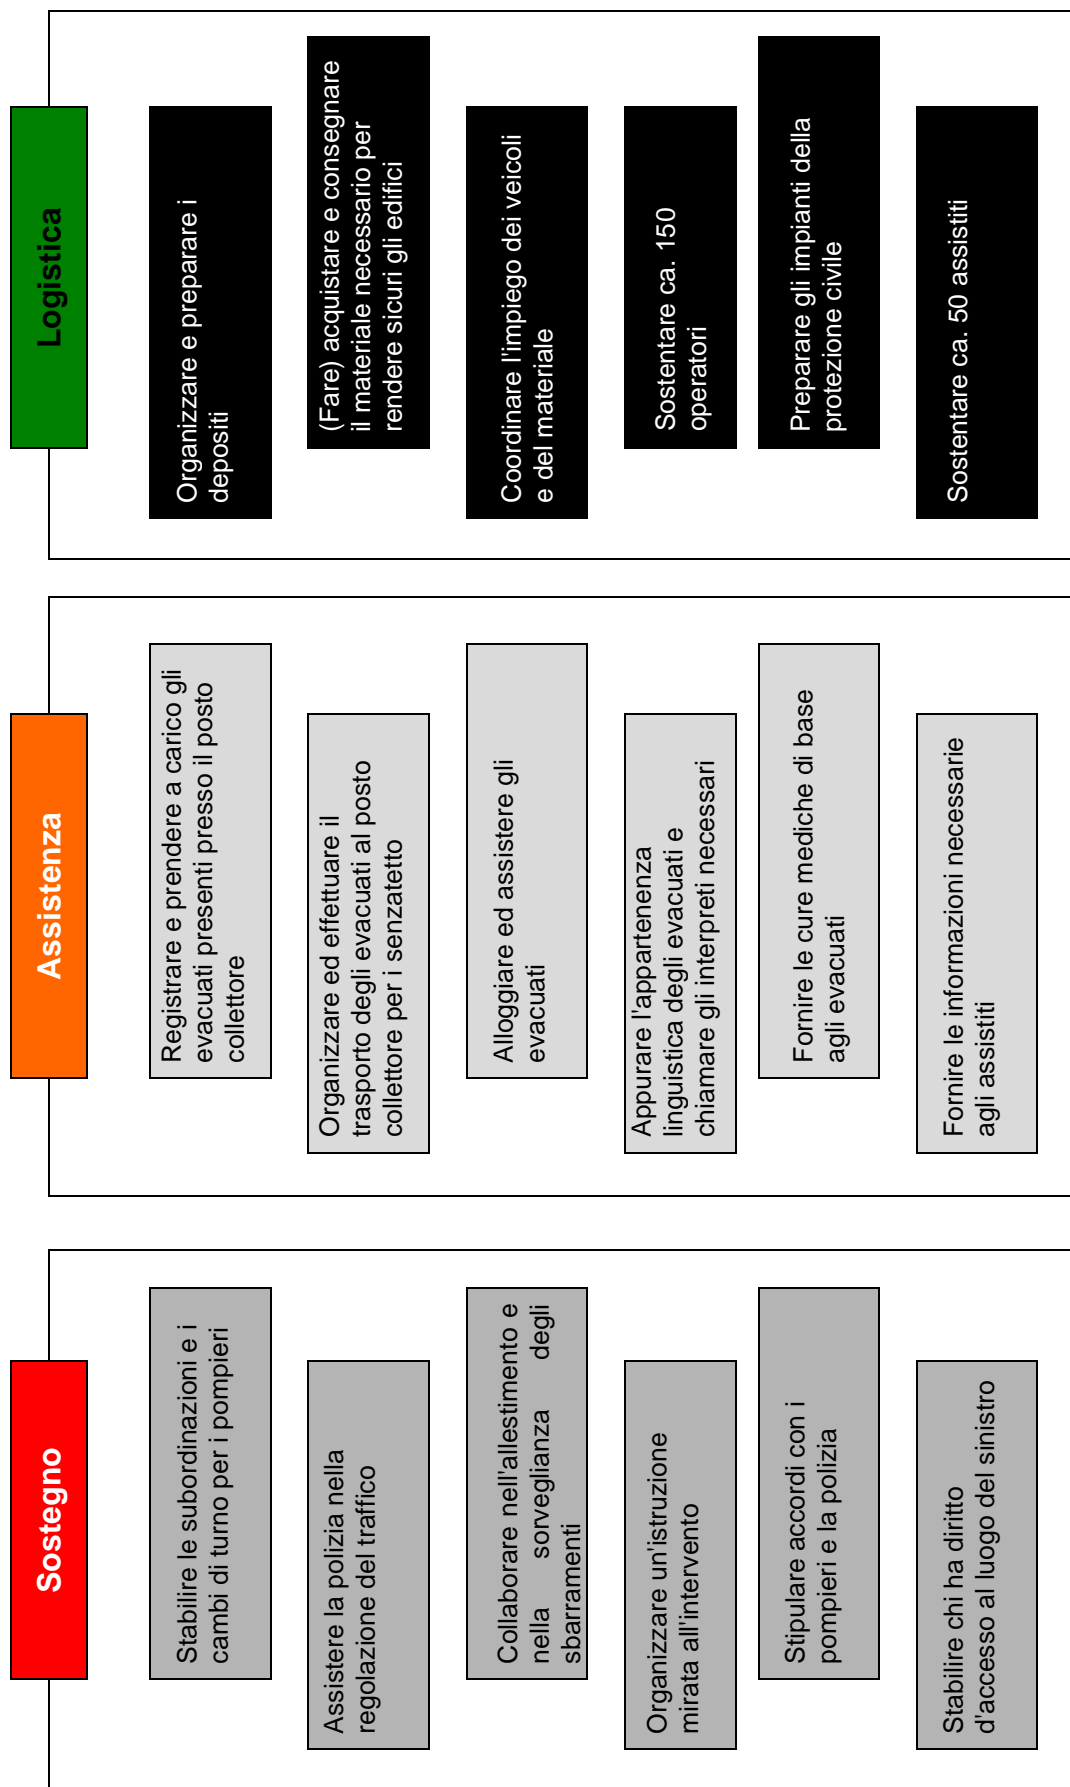 Sostegno
Stabilire le subordinazioni e i
cambi di turno per i pompieri
Assistere la polizia nella
regolazione del traffico
Collaborare nell'allestimento e
nella sorveglianza degli
sbarramenti
Organizzare un'istruzione
mirata all'intervento
Stipulare accordi con i
pompieri e la polizia
Stabilire chi ha diritto
d'accesso al luogo del sinistro
Assistenza
Registrare e prendere a carico gli
evacuati presenti presso il posto
collettore
Organizzare ed effettuare il
trasporto degli evacuati al posto
collettore per i senzatetto
Alloggiare ed assistere gli
evacuati
Appurare l'appartenenza
linguistica degli evacuati e
chiamare gli interpreti necessari
Fornire le cure mediche di base
agli evacuati
Fornire le informazioni necessarie
agli assistiti
Logistica
Organizzare e preparare i
depositi
(Fare) acquistare e consegnare
il materiale necessario per
rendere sicuri gli edifici
Coordinare l'impiego dei veicoli
e del materiale
Sostentare ca. 150
operatori
Preparare gli impianti della
protezione civile
Sostentare ca. 50 assistiti